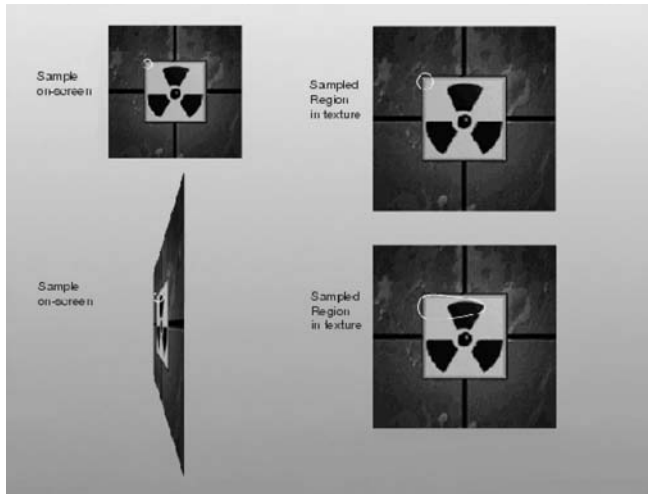 Sample
on-screen
Sampled
Region
in texture
Sample
on-screen
Sampled
Region
in texture